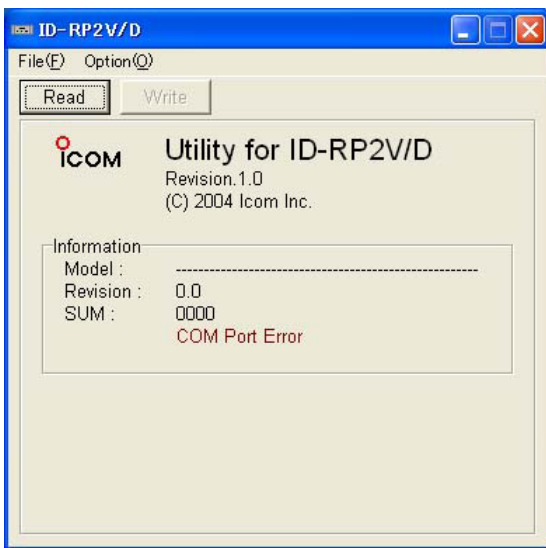 ID-RP2V/D
File(F) Option(O)
Read Write
ICOM
Utility for ID-RP2V/D
Revision.1.0
(C) 2004 Icom Inc.
Information
Model : --------------------------------------------------
Revision : 0.0
SUM : 0000
COM Port Error